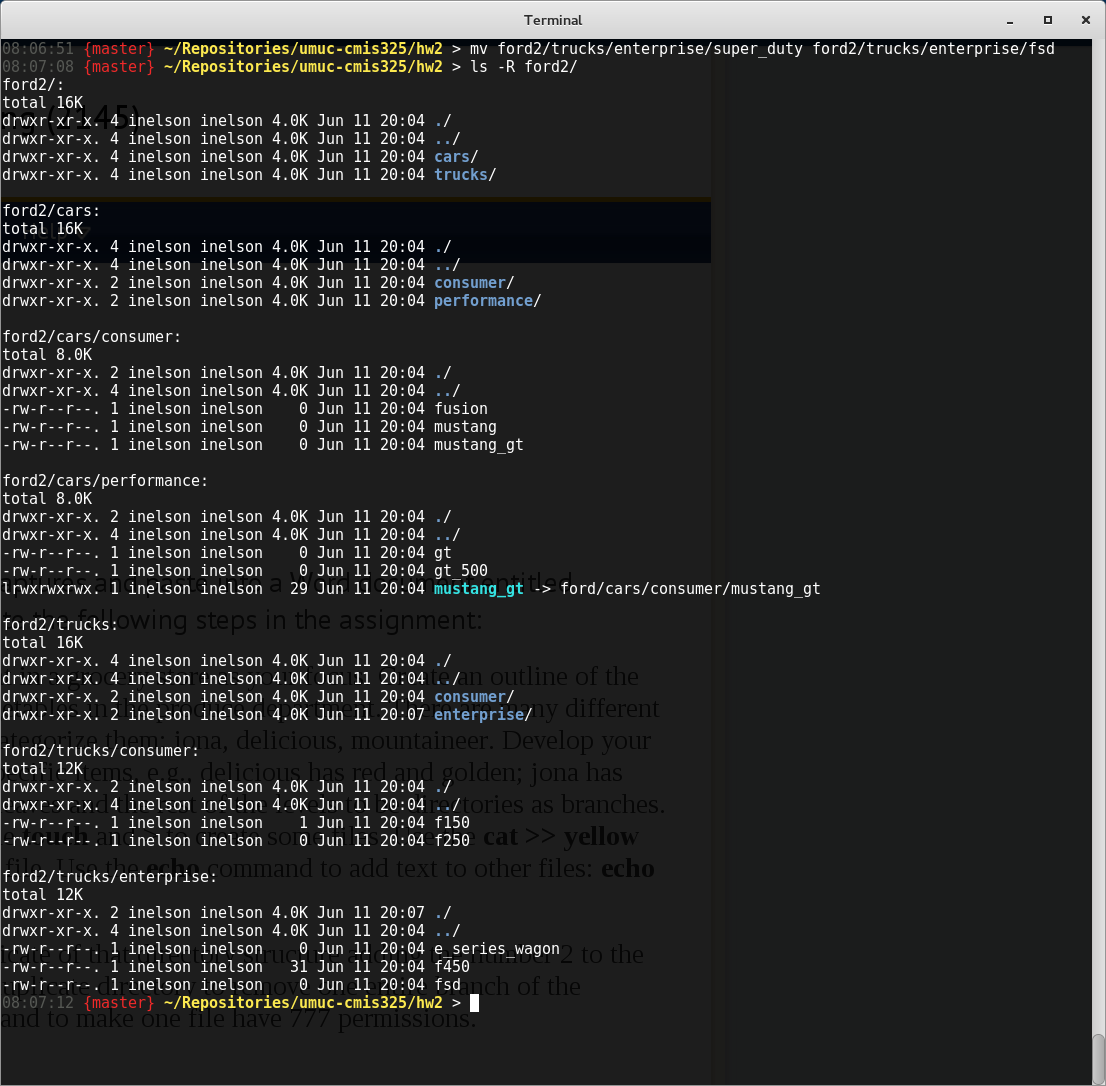 Terminal
08:06:51 {master} ~/Repositories/umuc-cmis325/hw2 > mv ford2/trucks/enterprise/super_duty ford2/trucks/enterprise/fsd
08:07:08 {master} ~/Repositories/umuc-cmis325/hw2 > ls -R ford2/
ford2/:
total 16K
drwxr-xr-x. 4 inelson inelson 4.0K Jun 11 20:04 ./
drwxr-xr-x. 4 inelson inelson 4.0K Jun 11 20:04 ../
drwxr-xr-x. 4 inelson inelson 4.0K Jun 11 20:04 cars/
drwxr-xr-x. 4 inelson inelson 4.0K Jun 11 20:04 trucks/
ford2/cars:
total 16K
drwxr-xr-x. 4 inelson inelson 4.0K Jun 11 20:04 ./
drwxr-xr-x. 4 inelson inelson 4.0K Jun 11 20:04 ../
drwxr-xr-x. 2 inelson inelson 4.0K Jun 11 20:04 consumer/
drwxr-xr-x. 2 inelson inelson 4.0K Jun 11 20:04 performance/
ford2/cars/consumer:
total 8.0K
drwxr-xr-x. 2 inelson inelson 4.0K Jun 11 20:04 ./
drwxr-xr-x. 4 inelson inelson 4.0K Jun 11 20:04 ../
-rw-r--r--. 1 inelson inelson    0 Jun 11 20:04 fusion
-rw-r--r--. 1 inelson inelson    0 Jun 11 20:04 mustang
-rw-r--r--. 1 inelson inelson    0 Jun 11 20:04 mustang_gt
ford2/cars/performance:
total 8.0K
drwxr-xr-x. 2 inelson inelson 4.0K Jun 11 20:04 ./
drwxr-xr-x. 4 inelson inelson 4.0K Jun 11 20:04 ../
-rw-r--r--. 1 inelson inelson    0 Jun 11 20:04 gt
-rw-r--r--. 1 inelson inelson    0 Jun 11 20:04 gt_500
lrwxrwxrwx. 1 inelson inelson   29 Jun 11 20:04 mustang_gt -> ford/cars/consumer/mustang_gt
ford2/trucks:
total 16K
drwxr-xr-x. 4 inelson inelson 4.0K Jun 11 20:04 ./
drwxr-xr-x. 4 inelson inelson 4.0K Jun 11 20:04 ../
drwxr-xr-x. 2 inelson inelson 4.0K Jun 11 20:04 consumer/
drwxr-xr-x. 2 inelson inelson 4.0K Jun 11 20:07 enterprise/
ford2/trucks/consumer:
total 12K
drwxr-xr-x. 2 inelson inelson 4.0K Jun 11 20:04 ./
drwxr-xr-x. 4 inelson inelson 4.0K Jun 11 20:04 ../
-rw-r--r--. 1 inelson inelson    1 Jun 11 20:04 f150
-rw-r--r--. 1 inelson inelson    0 Jun 11 20:04 f250
ford2/trucks/enterprise:
total 12K
drwxr-xr-x. 2 inelson inelson 4.0K Jun 11 20:07 ./
drwxr-xr-x. 4 inelson inelson 4.0K Jun 11 20:04 ../
-rw-r--r--. 1 inelson inelson    0 Jun 11 20:04 e_series_wagon
-rw-r--r--. 1 inelson inelson   31 Jun 11 20:04 f450
-rw-r--r--. 1 inelson inelson    0 Jun 11 20:04 fsd
08:07:12 {master} ~/Repositories/umuc-cmis325/hw2 >